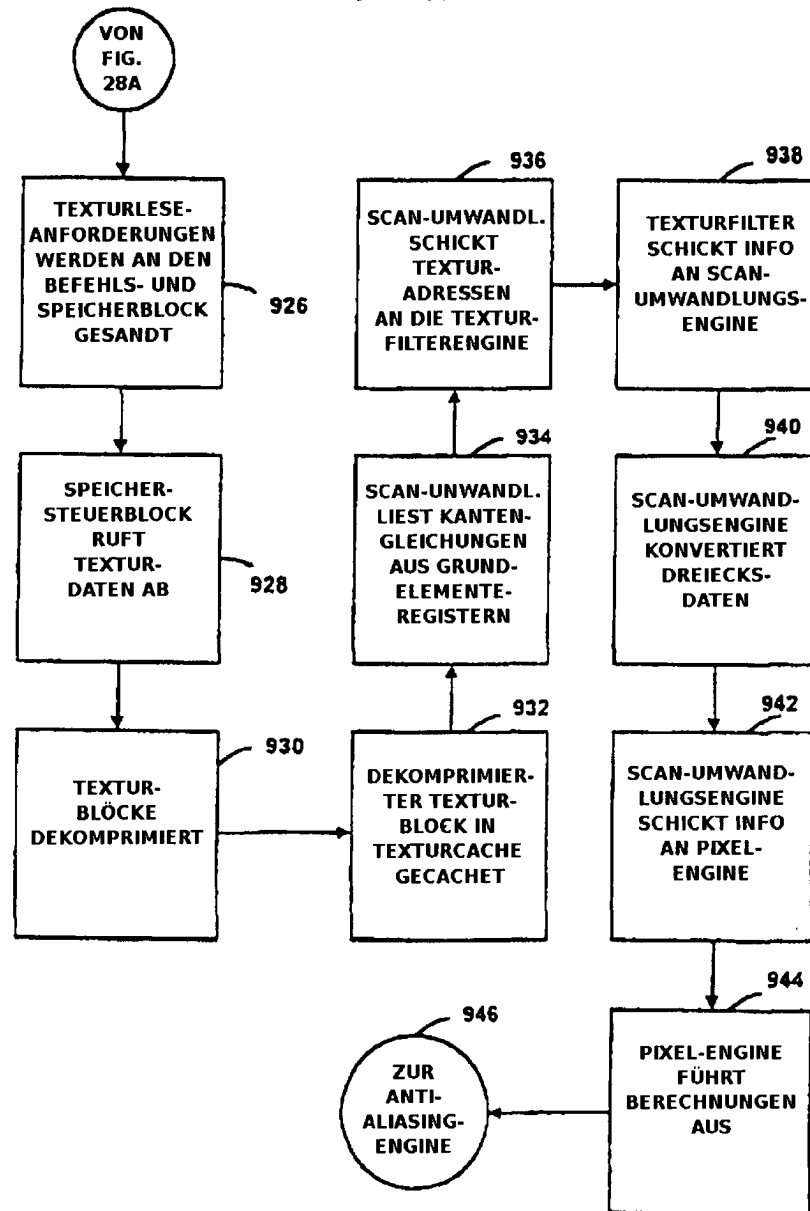 VON
FIG.
28A
TEXTURLESE-
ANFORDERUNGEN
WERDEN AN DEN
BEFEHLS- UND
SPEICHERBLOCK
GESANDT
926
SPEICHER-
STEUERBLOCK
RUFT
TEXTUR-
DATEN AB
928
TEXTUR-
BLÖCKE
DEKOMPRIMIERT
930
DEKOMPRIMIER-
TER TEXTUR-
BLOCK IN
TEXTURCACHE
GECACHET
932
SCAN-UNWANDL.
LIEST KANTEN-
GLEICHUNGEN
AUS GRUND-
ELEMENTE-
REGISTERN
934
SCAN-UMWANDL.
SCHICKT
TEXTUR-
ADRESSEN
AN DIE TEXTUR-
FILTERENGINE
936
TEXTURFILTER
SCHICKT INFO
AN SCAN-
UMWANDLUNGS-
ENGINE
938
SCAN-UMWAND-
LUNGSENGINE
KONVERTIERT
DREIECKS-
DATEN
940
SCAN-UMWAND-
LUNGSENGINE
SCHICKT INFO
AN PIXEL-
ENGINE
942
PIXEL-ENGINE
FÜHRT
BERECHNUNGEN
AUS
944
ZUR
ANTI-
ALIASING-
ENGINE
946